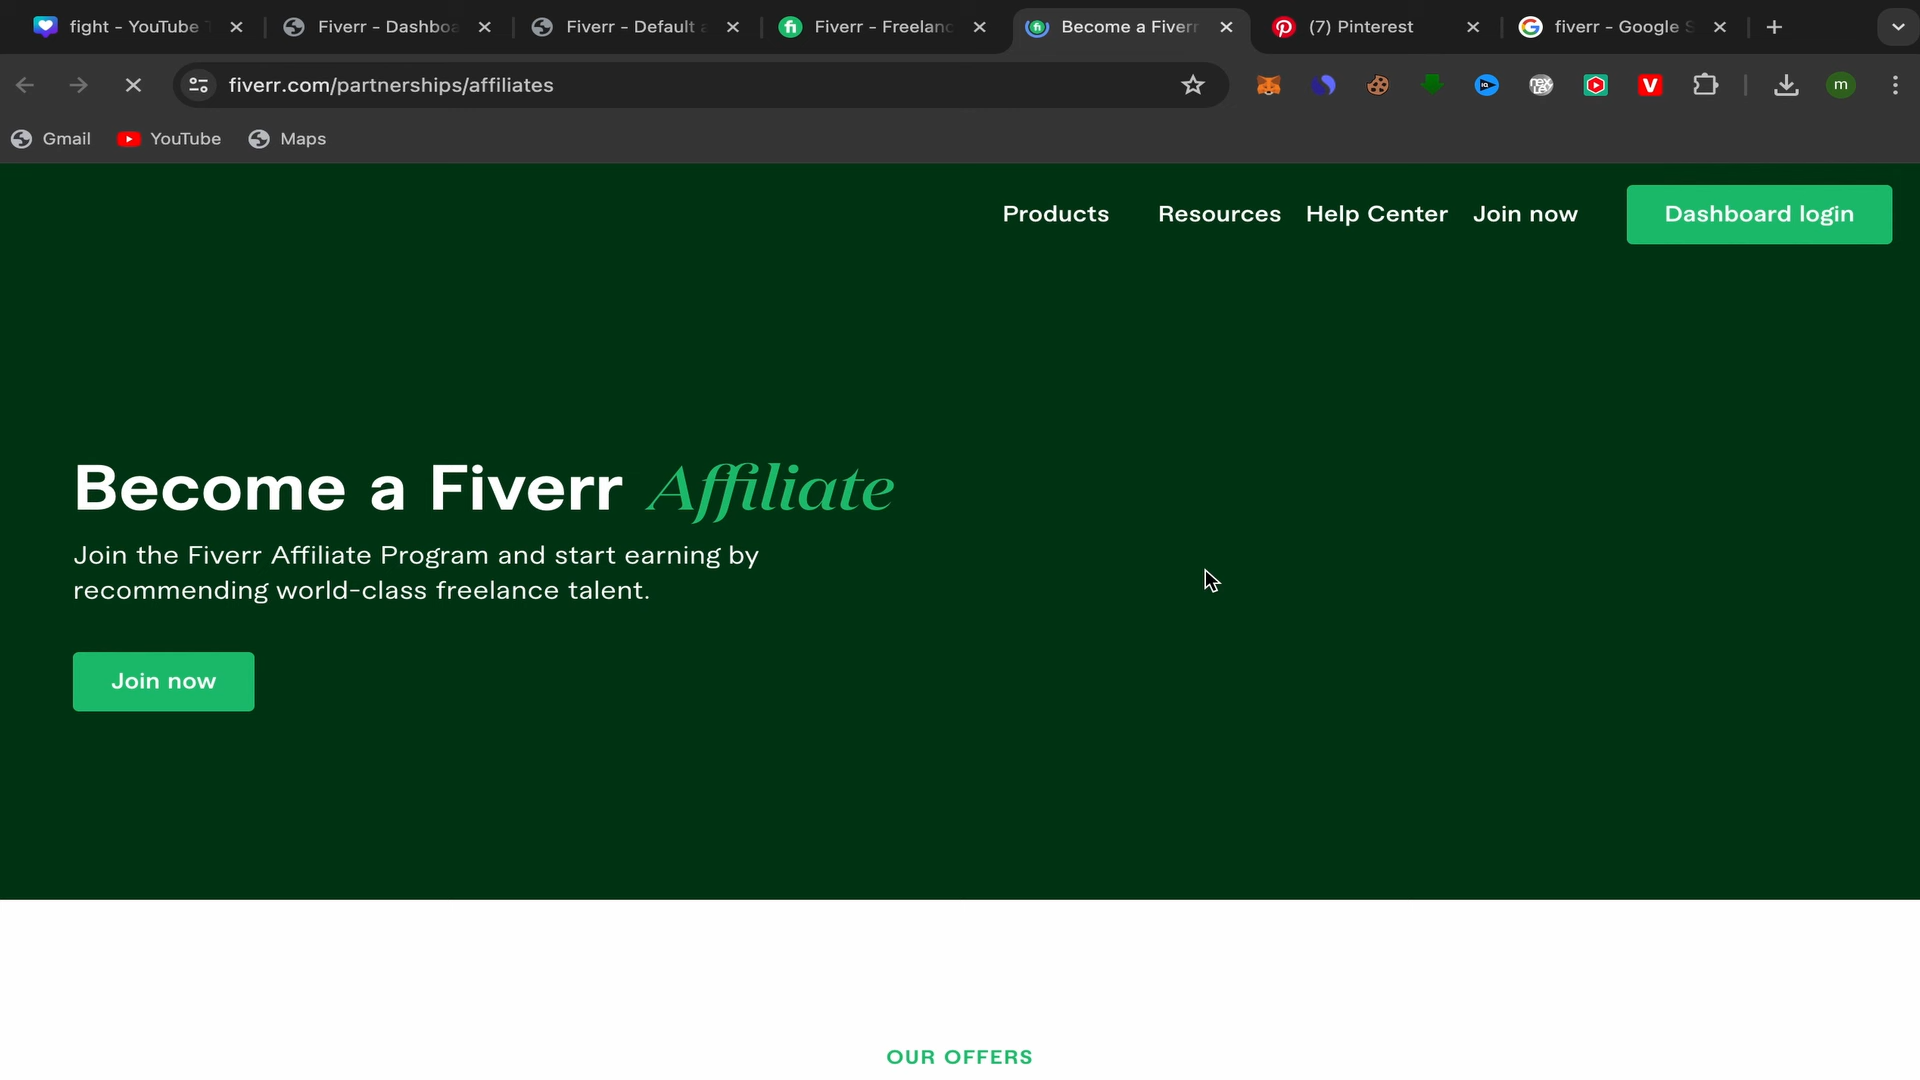 fight - YouTube
Fiverr - Dashboa
Fiverr - Default a
Fiverr - Freelanc
Become a Fiverr
(7) Pinterest
fiverr - Google S
fiverr.com/partnerships/affiliates
m
Gmail
YouTube
Maps
Products
Resources
Help Center
Join now
Dashboard login
Become a Fiverr Affiliate
Join the Fiverr Affiliate Program and start earning by
recommending world-class freelance talent.
Join now
OUR OFFERS